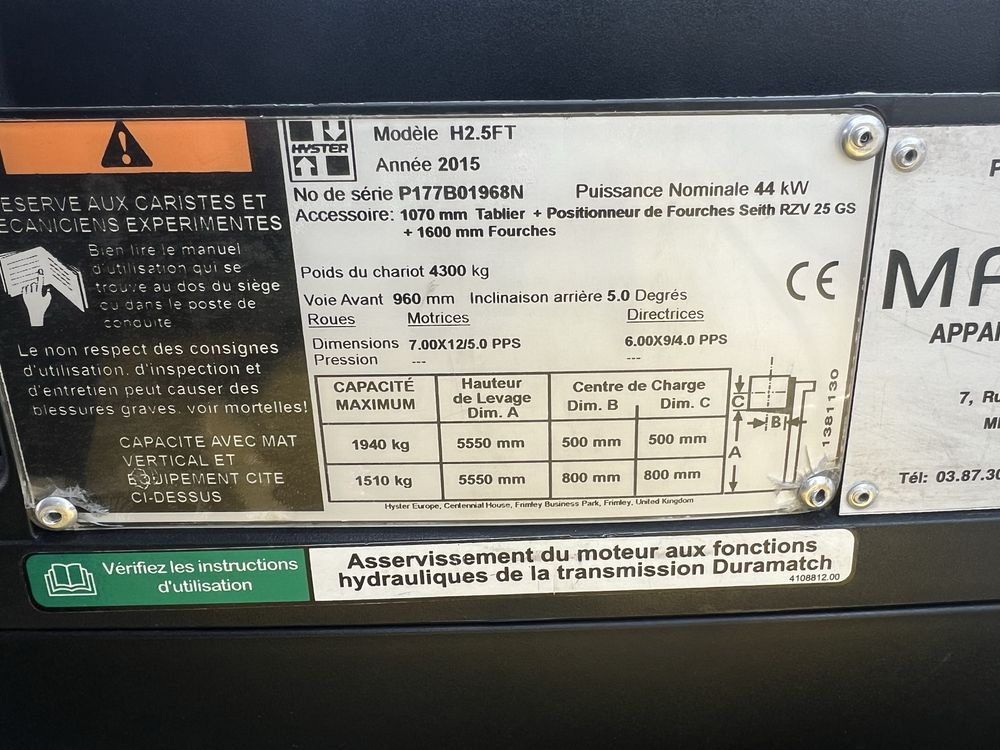 HYSTER
Modèle H2.5FT
Année 2015
No de série P177B01968N Puissance Nominale 44 kW
Accessoire: 1070 mm Tablier + Positionneur de Fourches Seith RZV 25 GS
+ 1600 mm Fourches
Poids du chariot 4300 kg
Voie Avant 960 mm Inclinaison arrière 5.0 Degrés
Roues Motrices Directrices
Dimensions 7.00X12/5.0 PPS 6.00X9/4.0 PPS
Pression --- ---
CAPACITÉ MAXIMUM Hauteur de Levage Dim. A Centre de Charge Dim. B Dim. C
1940 kg 5550 mm 500 mm 500 mm
1510 kg 5550 mm 800 mm 800 mm
Hyster Europe, Centennial House, Frimley Business Park, Frimley, United Kingdom
CE
C
B
A
1381130
ESERVE AUX CARISTES ET
ECANICIENS EXPERIMENTES
Bien lire le manuel
d'utilisation qui se
trouve au dos du siège
ou dans le poste de
conduite
Le non respect des consignes
d'utilisation, d'inspection et
d'entretien peut causer des
blessures graves, voir mortelles!
CAPACITE AVEC MAT
VERTICAL ET
EQUIPEMENT CITE
CI-DESSUS
P
MA
APPA
7, Ru
Tél: 03.87.30
Vérifiez les instructions
d'utilisation
Asservissement du moteur aux fonctions
hydrauliques de la transmission Duramatch
4108812.00